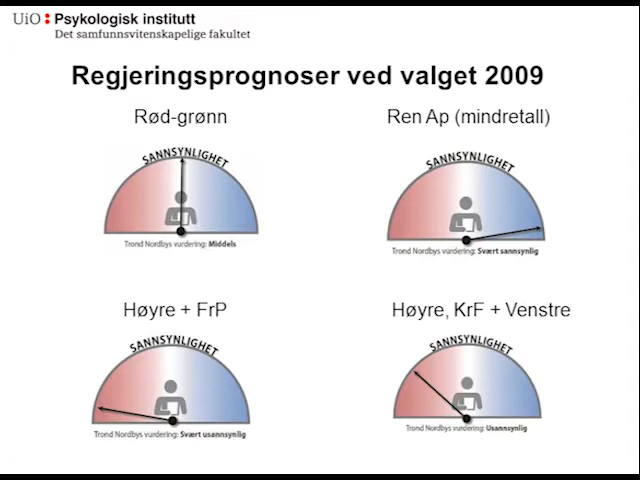 UiO : Psykologisk institutt
Det samfunnsvitenskapelige fakultet
Regjeringsprognoser ved valget 2009
Rød-grønn
SANNSYNLIGHET
Trond Nordbys vurdering: Middels
Ren Ap (mindretall)
SANNSYNLIGHET
Trond Nordbys vurdering: Svært sannsynlig
Høyre + FrP
SANNSYNLIGHET
Trond Nordbys vurdering: Svært usannsynlig
Høyre, KrF + Venstre
SANNSYNLIGHET
Trond Nordbys vurdering: Usannsynlig